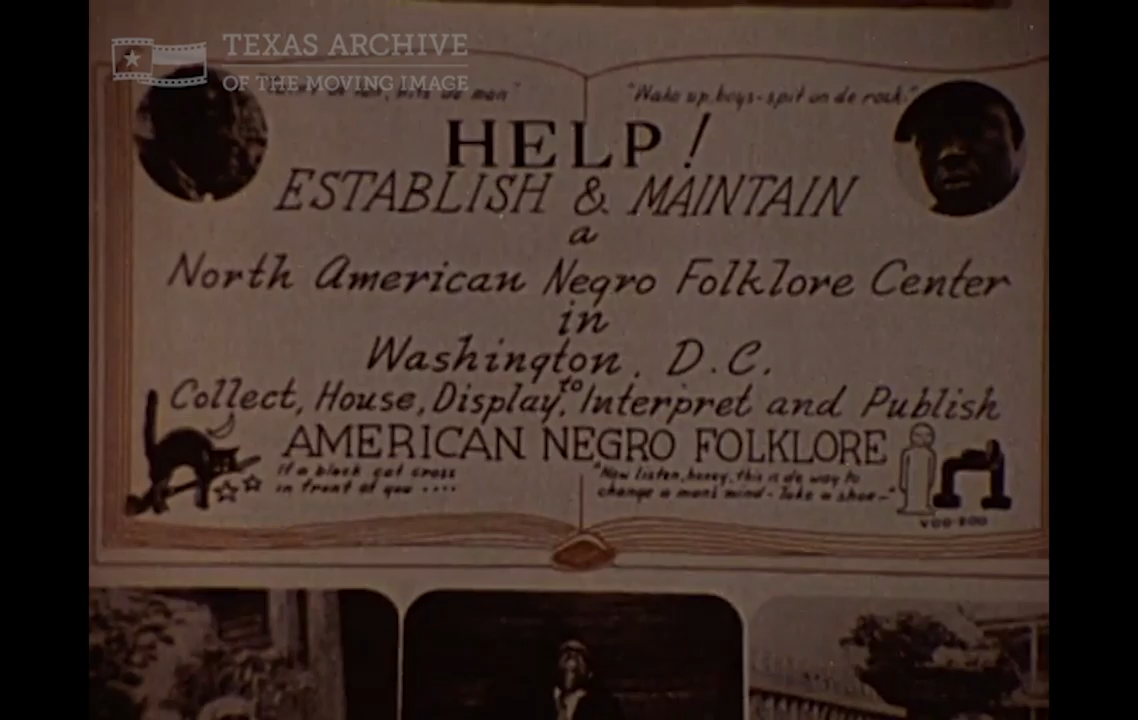 TEXAS ARCHIVE
OF THE MOVING IMAGE
man"
"Wake up, boys-spit on de rock."
HELP!
ESTABLISH & MAINTAIN
a
North American Negro Folklore Center
in
Washington, D.C.
to
Collect, House, Display, Interpret and Publish
AMERICAN NEGRO FOLKLORE
If a black cat cross
in front of you ....
"Now listen, honey, this is de way to
change a man's mind - Take a shoe-"
VOO-DOO